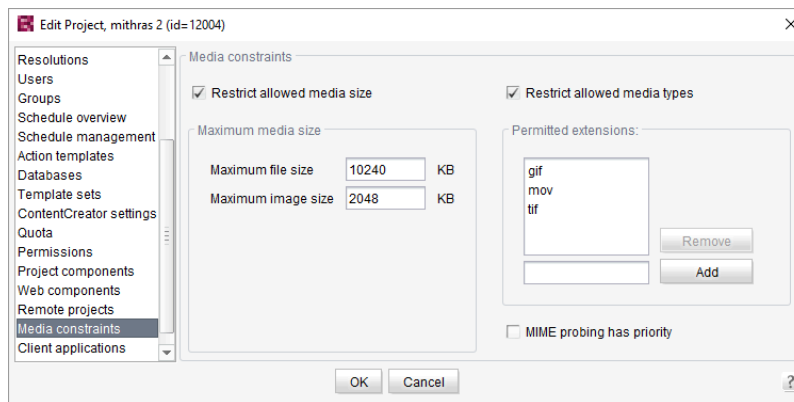 Edit Project, mithras 2 (id=12004)
Resolutions
Users
Groups
Schedule overview
Schedule management
Action templates
Databases
Template sets
ContentCreator settings
Quota
Permissions
Project components
Web components
Remote projects
Media constraints
Client applications
Media constraints
Restrict allowed media size
Restrict allowed media types
Maximum media size
Maximum file size 10240 KB
Maximum image size 2048 KB
Permitted extensions:
gif
mov
tif
Remove
Add
MIME probing has priority
OK Cancel
?